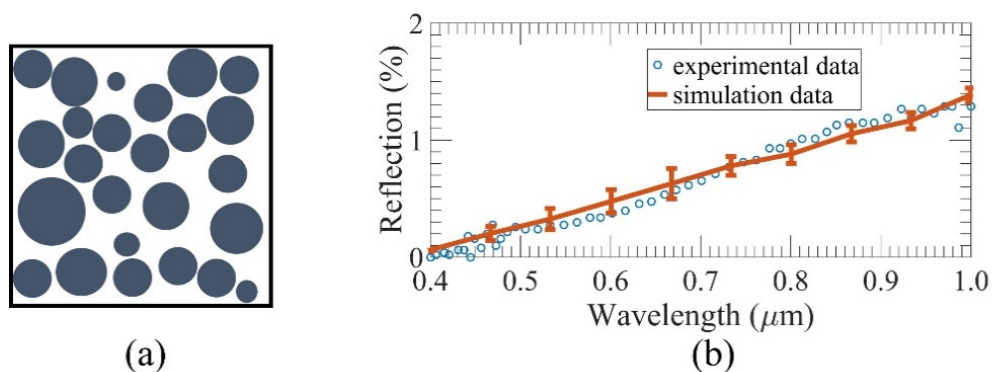 2
Reflection (%)
experimental data
simulation data
1
0
0.4 0.5 0.6 0.7 0.8 0.9 1.0
Wavelength (μm)
(a) (b)